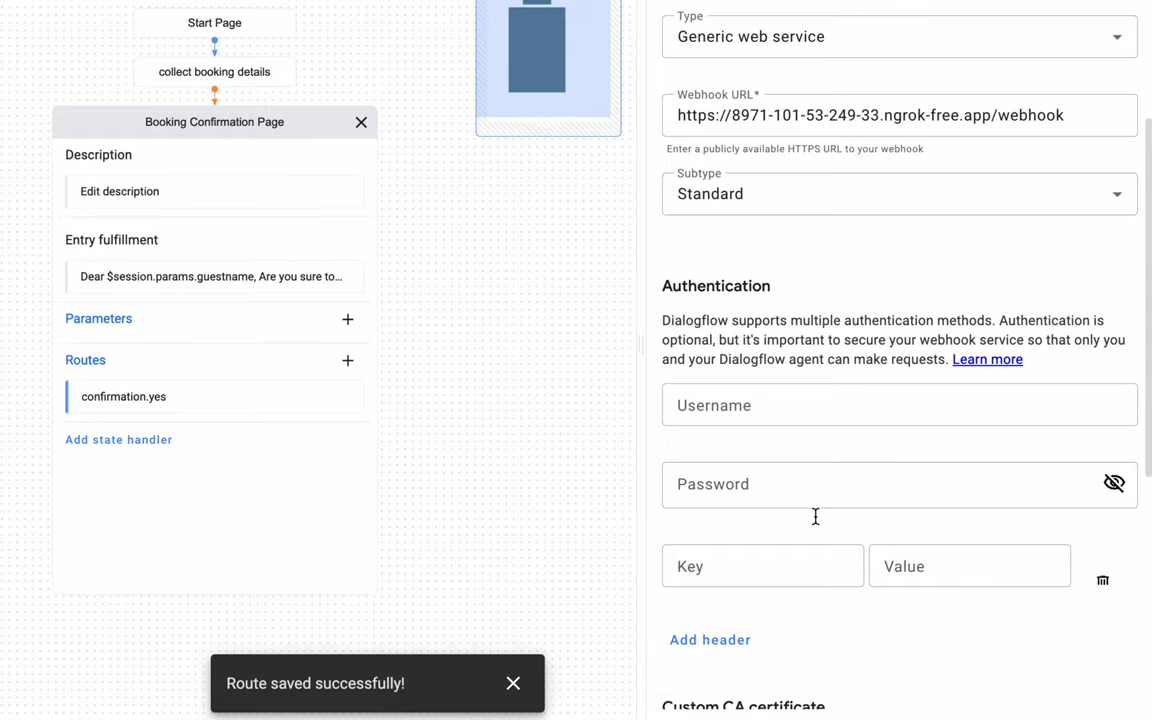 Start Page
collect booking details
Booking Confirmation Page
Description
Edit description
Entry fulfillment
Dear $session.params.guestname, Are you sure to...
Parameters
Routes
confirmation.yes
Add state handler
Route saved successfully!
Type
Generic web service
Webhook URL*
https://8971-101-53-249-33.ngrok-free.app/webhook
Enter a publicly available HTTPS URL to your webhook
Subtype
Standard
Authentication
Dialogflow supports multiple authentication methods. Authentication is
optional, but it's important to secure your webhook service so that only you
and your Dialogflow agent can make requests. Learn more
Username
Password
Key Value
Add header
Custom CA certificate